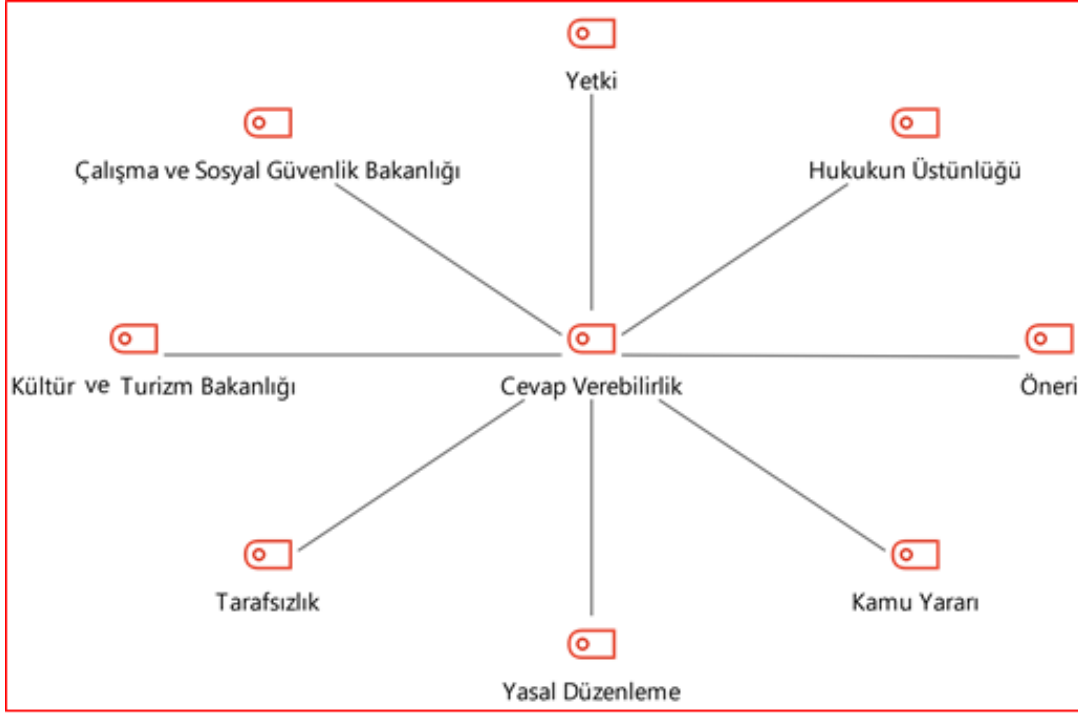 Yetki
Çalışma ve Sosyal Güvenlik Bakanlığı
Hukukun Üstünlüğü
Kültür ve Turizm Bakanlığı
Cevap Verebilirlik
Öneri
Tarafsızlık
Kamu Yararı
Yasal Düzenleme